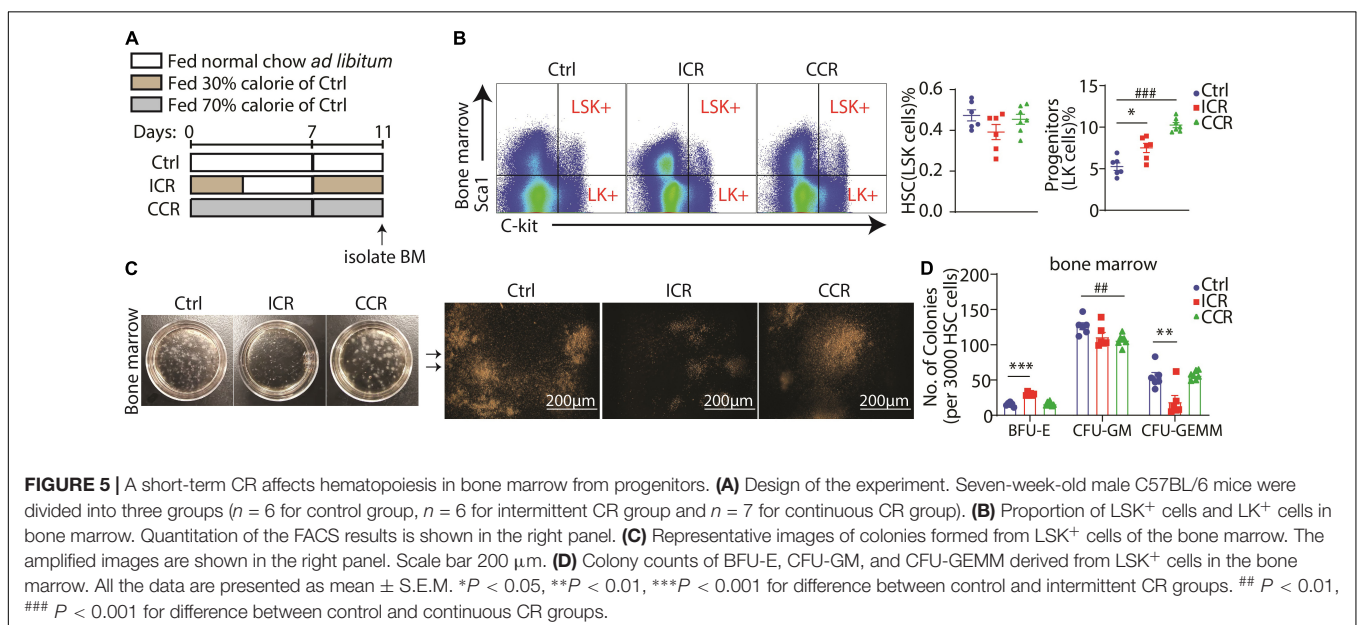 A
Fed normal chow ad libitum
Fed 30% calorie of Ctrl
Fed 70% calorie of Ctrl
Days: 0 7 11
Ctrl
ICR
CCR
isolate BM
B
Ctrl ICR CCR
LSK+ LSK+ LSK+
LK+ LK+ LK+
Bone marrow
Sca1
C-kit
HSC(LSK cells)%
0.6
0.4
0.2
0.0
Progenitors
(LK cells)%
15
10
5
0
###
*
Ctrl
ICR
CCR
C
Bone marrow
Ctrl ICR CCR
Ctrl ICR CCR
200μm 200μm 200μm
D
bone marrow
No. of Colonies
(per 3000 HSC cells)
200
150
100
50
0
***
##
**
BFU-E CFU-GM CFU-GEMM
Ctrl
ICR
CCR
FIGURE 5 | A short-term CR affects hematopoiesis in bone marrow from progenitors. (A) Design of the experiment. Seven-week-old male C57BL/6 mice were
divided into three groups (n = 6 for control group, n = 6 for intermittent CR group and n = 7 for continuous CR group). (B) Proportion of LSK+ cells and LK+ cells in
bone marrow. Quantitation of the FACS results is shown in the right panel. (C) Representative images of colonies formed from LSK+ cells of the bone marrow. The
amplified images are shown in the right panel. Scale bar 200 μm. (D) Colony counts of BFU-E, CFU-GM, and CFU-GEMM derived from LSK+ cells in the bone
marrow. All the data are presented as mean ± S.E.M. *P < 0.05, **P < 0.01, ***P < 0.001 for difference between control and intermittent CR groups. ## P < 0.01,
### P < 0.001 for difference between control and continuous CR groups.